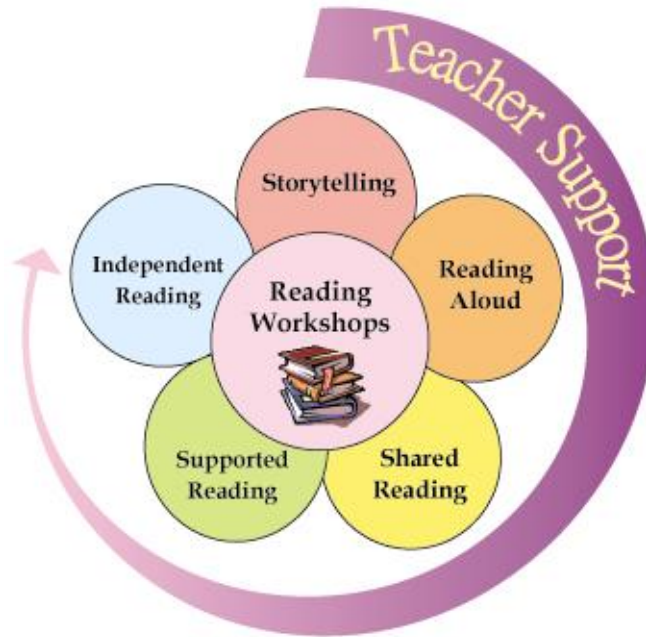 Teacher Support
Storytelling
Reading
Aloud
Shared
Reading
Supported
Reading
Independent
Reading
Reading
Workshops